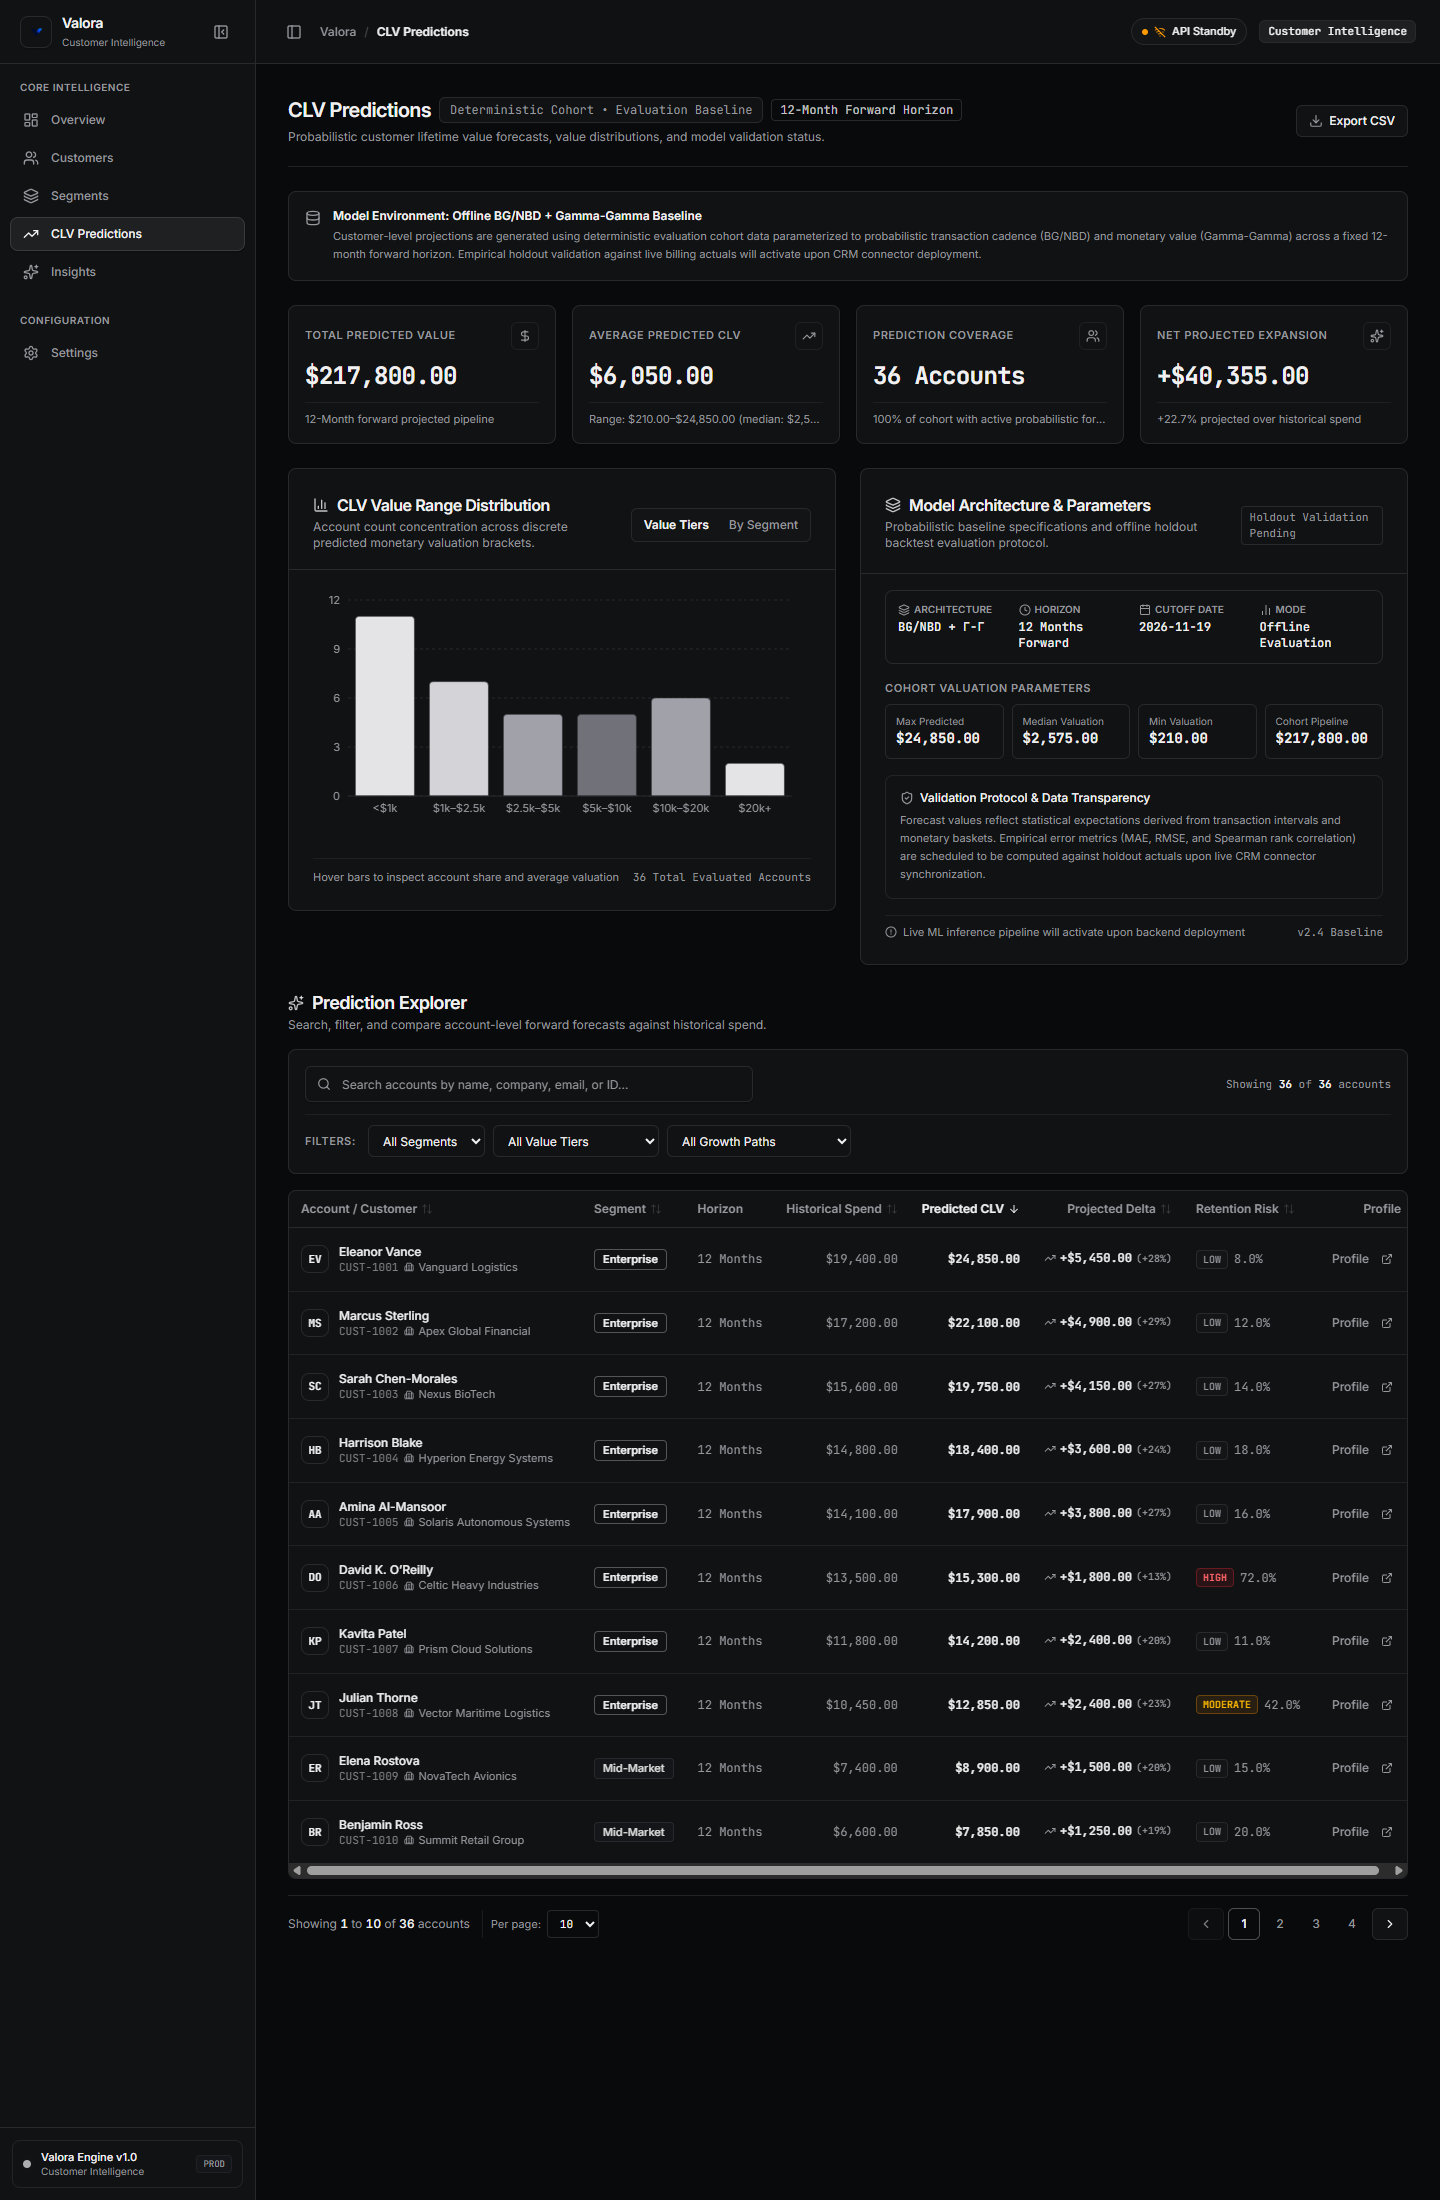 Valora
Customer Intelligence
Valora / CLV Predictions
API Standby
Customer Intelligence
CORE INTELLIGENCE
Overview
Customers
Segments
CLV Predictions
Insights
CONFIGURATION
Settings
CLV Predictions
Deterministic Cohort • Evaluation Baseline
12-Month Forward Horizon
Probabilistic customer lifetime value forecasts, value distributions, and model validation status.
Export CSV
Model Environment: Offline BG/NBD + Gamma-Gamma Baseline
Customer-level projections are generated using deterministic evaluation cohort data parameterized to probabilistic transaction cadence (BG/NBD) and monetary value (Gamma-Gamma) across a fixed 12-
month forward horizon. Empirical holdout validation against live billing actuals will activate upon CRM connector deployment.
TOTAL PREDICTED VALUE
$217,800.00
12-Month forward projected pipeline
AVERAGE PREDICTED CLV
$6,050.00
Range: $210.00–$24,850.00 (median: $2,5...
PREDICTION COVERAGE
36 Accounts
100% of cohort with active probabilistic for...
NET PROJECTED EXPANSION
+$40,355.00
+22.7% projected over historical spend
CLV Value Range Distribution
Account count concentration across discrete
predicted monetary valuation brackets.
Value Tiers
By Segment
12
9
6
3
0
<$1k
$1k–$2.5k
$2.5k–$5k
$5k–$10k
$10k–$20k
$20k+
Hover bars to inspect account share and average valuation
36 Total Evaluated Accounts
Model Architecture & Parameters
Probabilistic baseline specifications and offline holdout
backtest evaluation protocol.
Holdout Validation
Pending
ARCHITECTURE
BG/NBD + Γ-Γ
HORIZON
12 Months
Forward
CUTOFF DATE
2026-11-19
MODE
Offline
Evaluation
COHORT VALUATION PARAMETERS
Max Predicted
$24,850.00
Median Valuation
$2,575.00
Min Valuation
$210.00
Cohort Pipeline
$217,800.00
Validation Protocol & Data Transparency
Forecast values reflect statistical expectations derived from transaction intervals and
monetary baskets. Empirical error metrics (MAE, RMSE, and Spearman rank correlation)
are scheduled to be computed against holdout actuals upon live CRM connector
synchronization.
Live ML inference pipeline will activate upon backend deployment
v2.4 Baseline
Prediction Explorer
Search, filter, and compare account-level forward forecasts against historical spend.
Search accounts by name, company, email, or ID...
Showing 36 of 36 accounts
FILTERS:
All Segments
All Value Tiers
All Growth Paths
Account / Customer Segment Horizon Historical Spend Predicted CLV Projected Delta Retention Risk Profile
EV Eleanor Vance Enterprise 12 Months $19,400.00 $24,850.00 +$5,450.00 (+28%) LOW 8.0% Profile
CUST-1001 Vanguard Logistics
MS Marcus Sterling Enterprise 12 Months $17,200.00 $22,100.00 +$4,900.00 (+29%) LOW 12.0% Profile
CUST-1002 Apex Global Financial
SC Sarah Chen-Morales Enterprise 12 Months $15,600.00 $19,750.00 +$4,150.00 (+27%) LOW 14.0% Profile
CUST-1003 Nexus BioTech
HB Harrison Blake Enterprise 12 Months $14,800.00 $18,400.00 +$3,600.00 (+24%) LOW 18.0% Profile
CUST-1004 Hyperion Energy Systems
AA Amina Al-Mansoor Enterprise 12 Months $14,100.00 $17,900.00 +$3,800.00 (+27%) LOW 16.0% Profile
CUST-1005 Solaris Autonomous Systems
DO David K. O'Reilly Enterprise 12 Months $13,500.00 $15,300.00 +$1,800.00 (+13%) HIGH 72.0% Profile
CUST-1006 Celtic Heavy Industries
KP Kavita Patel Enterprise 12 Months $11,800.00 $14,200.00 +$2,400.00 (+20%) LOW 11.0% Profile
CUST-1007 Prism Cloud Solutions
JT Julian Thorne Enterprise 12 Months $10,450.00 $12,850.00 +$2,400.00 (+23%) MODERATE 42.0% Profile
CUST-1008 Vector Maritime Logistics
ER Elena Rostova Mid-Market 12 Months $7,400.00 $8,900.00 +$1,500.00 (+20%) LOW 15.0% Profile
CUST-1009 NovaTech Avionics
BR Benjamin Ross Mid-Market 12 Months $6,600.00 $7,850.00 +$1,250.00 (+19%) LOW 20.0% Profile
CUST-1010 Summit Retail Group
Showing 1 to 10 of 36 accounts
Per page: 10
1 2 3 4
Valora Engine v1.0
Customer Intelligence
PROD